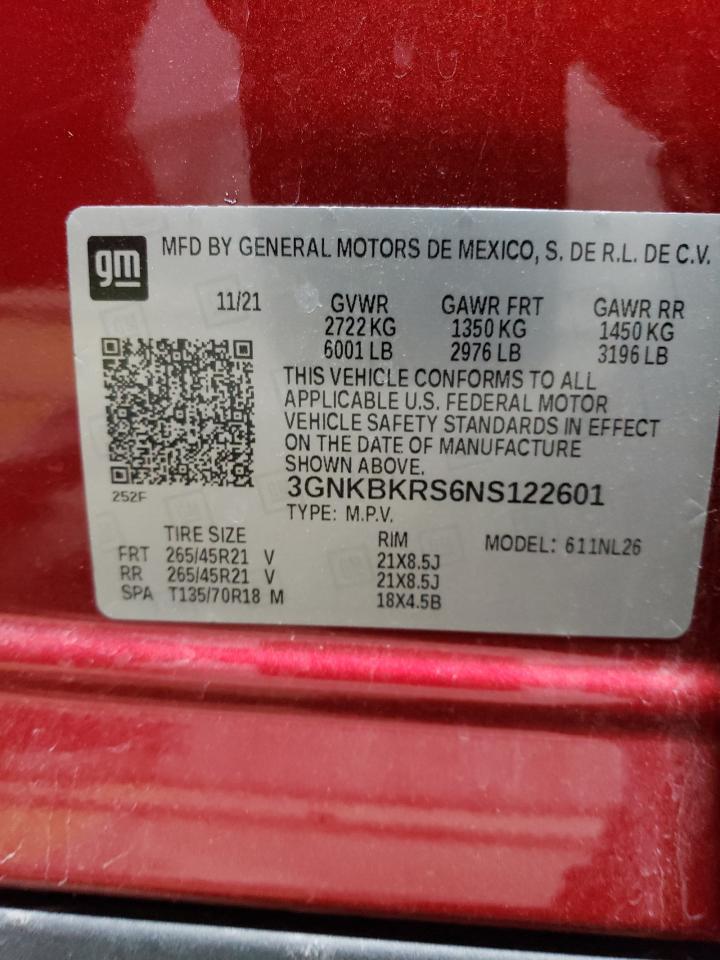 gm MFD BY GENERAL MOTORS DE MEXICO, S. DE R.L. DE C.V.
11/21 GVWR GAWR FRT GAWR RR
2722 KG 1350 KG 1450 KG
6001 LB 2976 LB 3196 LB
THIS VEHICLE CONFORMS TO ALL
APPLICABLE U.S. FEDERAL MOTOR
VEHICLE SAFETY STANDARDS IN EFFECT
ON THE DATE OF MANUFACTURE
SHOWN ABOVE.
252F 3GNKBKRS6NS122601
TYPE: M.P.V.
TIRE SIZE RIM MODEL: 611NL26
FRT 265/45R21 V 21X8.5J
RR 265/45R21 V 21X8.5J
SPA T135/70R18 M 18X4.5B